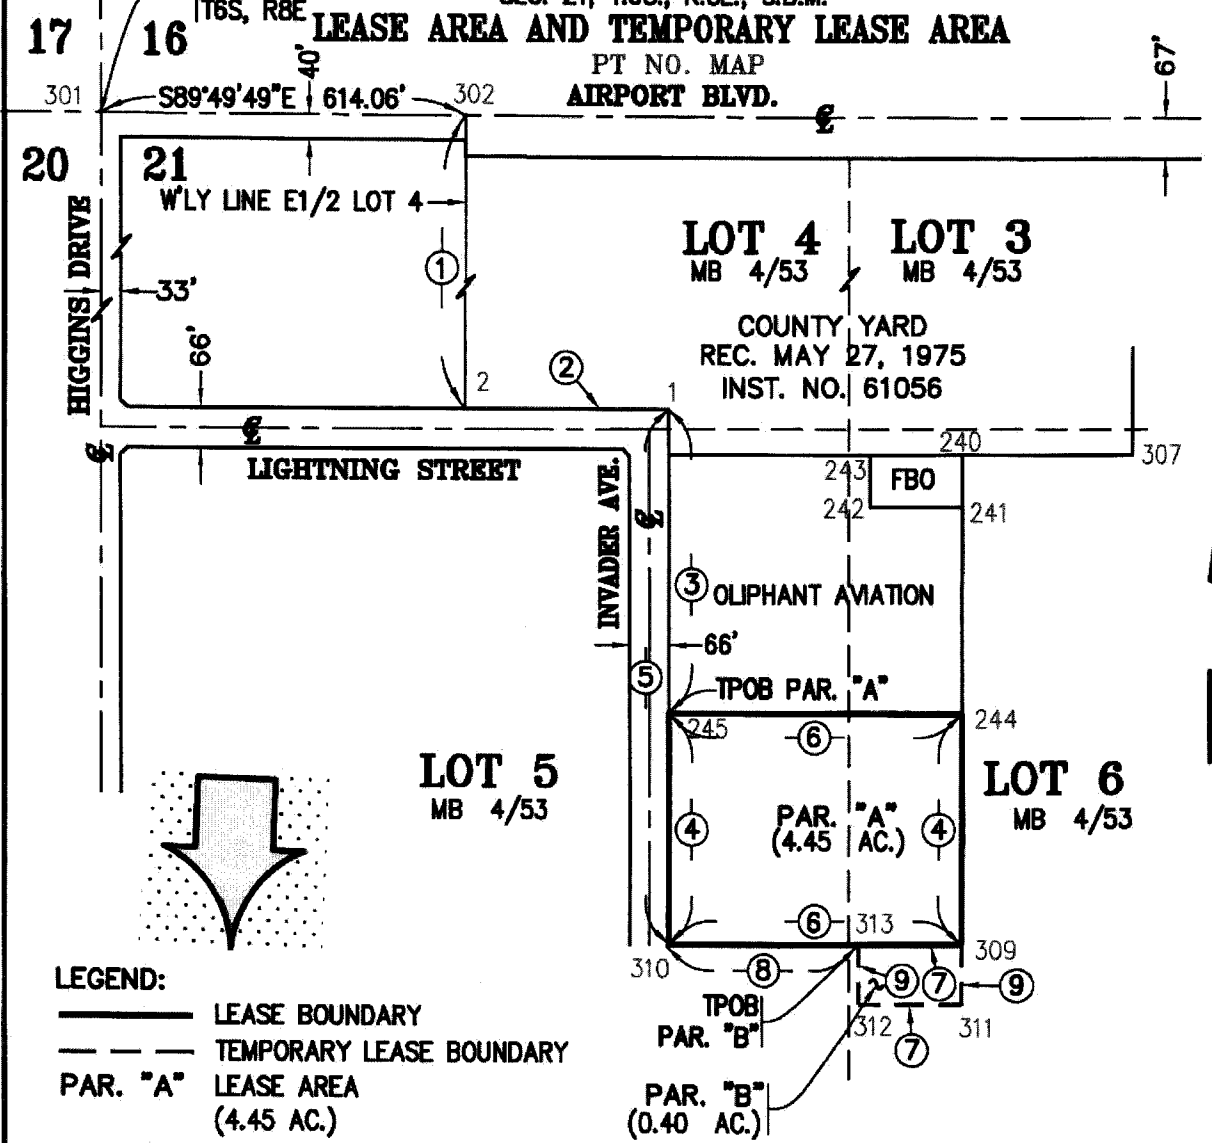 17 16 T6S, R8E
LEASE AREA AND TEMPORARY LEASE AREA
PT NO. MAP
AIRPORT BLVD.
40'
67'
301 S89°49'49"E 614.06' 302
20 21
W'LY LINE E1/2 LOT 4
HIGGINS DRIVE
33'
66'
1
LOT 4
MB 4/53
LOT 3
MB 4/53
COUNTY YARD
REC. MAY 27, 1975
INST. NO. 61056
2
2
1
LIGHTNING STREET
INVADER AVE.
243 240 307
FBO
242 241
3 OLIPHANT AVIATION
66'
5
TPOB PAR. "A"
245 6 244
LOT 5
MB 4/53
LOT 6
MB 4/53
4 PAR. "A" 4
(4.45 AC.)
6 313
310 8 9 7 309 9
TPOB
PAR. "B"
312 7 311
PAR. "B"
(0.40 AC.)
LEGEND:
LEASE BOUNDARY
TEMPORARY LEASE BOUNDARY
PAR. "A" LEASE AREA
(4.45 AC.)